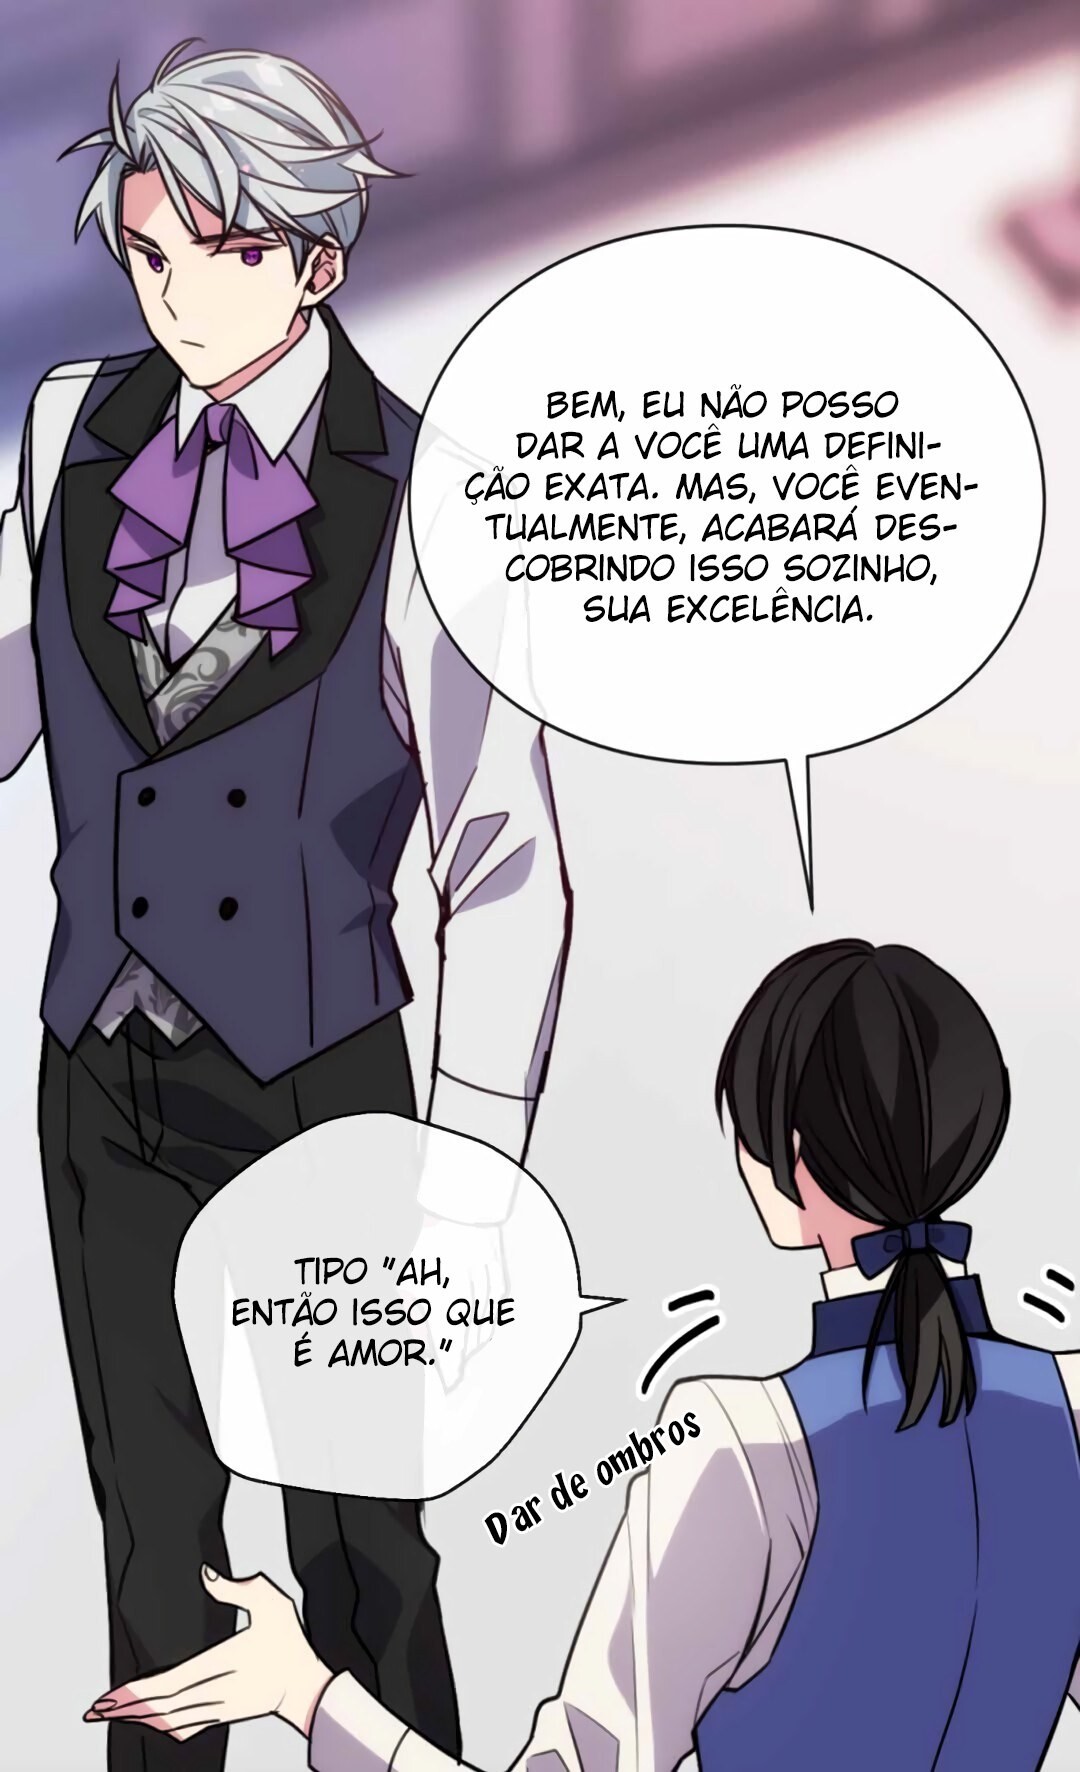 BEM, EU NÃO POSSO
DAR A VOCÊ UMA DEFINI-
ÇÃO EXATA. MAS, VOCÊ EVEN-
TUALMENTE, ACABARÁ DES-
COBRINDO ISSO SOZINHO,
SUA EXCELÊNCIA.
TIPO "AH,
ENTÃO ISSO QUE
É AMOR."
Dar de ombros